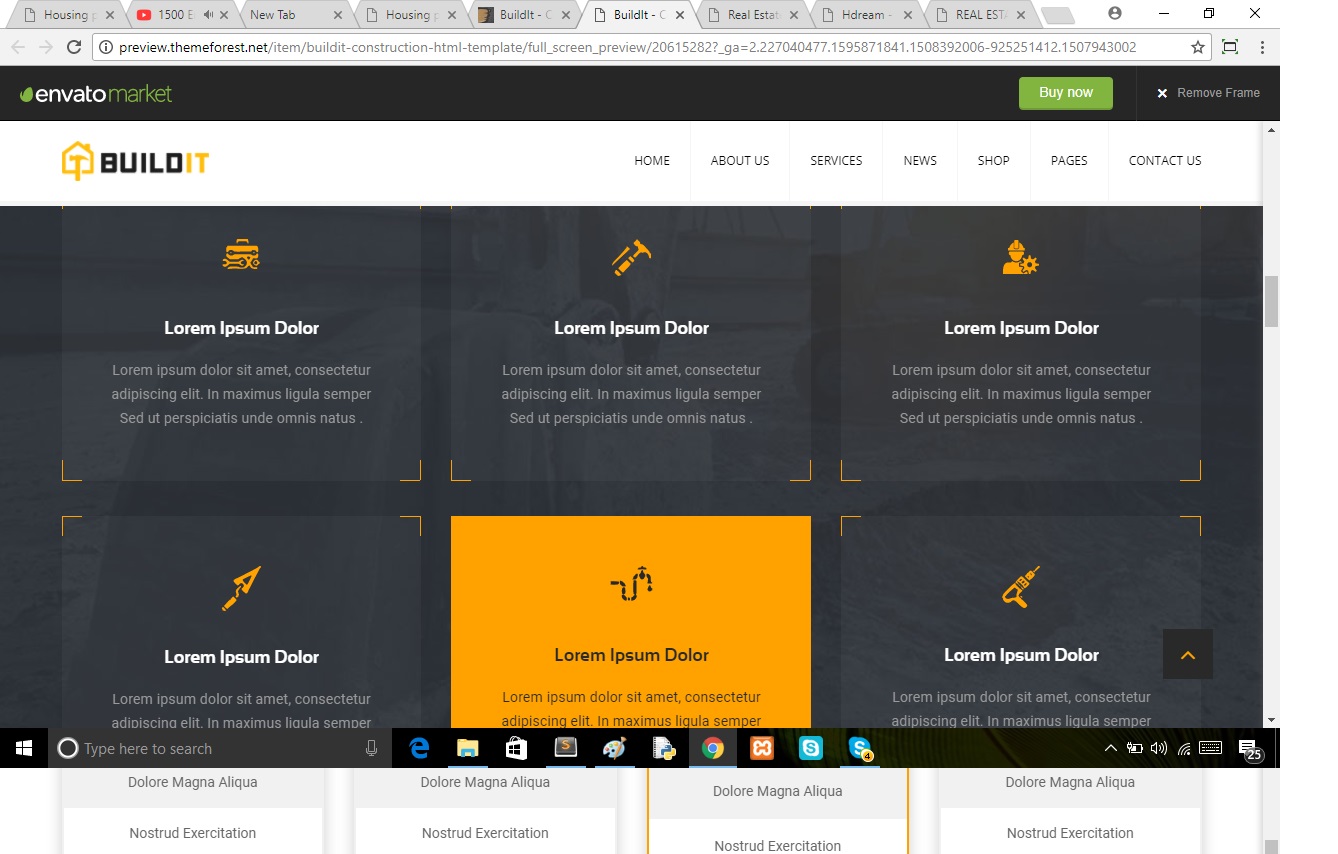 Housing p
1500 E
New Tab
Housing p
BuildIt - C
BuildIt - C
Real Estat
Hdream -
REAL ESTA
preview.themeforest.net/item/buildit-construction-html-template/full_screen_preview/20615282?_ga=2.227040477.1595871841.1508392006-925251412.1507943002
envatomarket
Buy now
Remove Frame
BUILDIT
HOME
ABOUT US
SERVICES
NEWS
SHOP
PAGES
CONTACT US
Lorem Ipsum Dolor
Lorem ipsum dolor sit amet, consectetur
adipiscing elit. In maximus ligula semper
Sed ut perspiciatis unde omnis natus .
Lorem Ipsum Dolor
Lorem ipsum dolor sit amet, consectetur
adipiscing elit. In maximus ligula semper
Sed ut perspiciatis unde omnis natus .
Lorem Ipsum Dolor
Lorem ipsum dolor sit amet, consectetur
adipiscing elit. In maximus ligula semper
Sed ut perspiciatis unde omnis natus .
Lorem Ipsum Dolor
Lorem ipsum dolor sit amet, consectetur
adipiscing elit. In maximus ligula semper
Lorem Ipsum Dolor
Lorem ipsum dolor sit amet, consectetur
adipiscing elit. In maximus ligula semper
Lorem Ipsum Dolor
Lorem ipsum dolor sit amet, consectetur
adipiscing elit. In maximus ligula semper
Type here to search
4
25
Dolore Magna Aliqua
Dolore Magna Aliqua
Dolore Magna Aliqua
Dolore Magna Aliqua
Nostrud Exercitation
Nostrud Exercitation
Nostrud Exercitation
Nostrud Exercitation